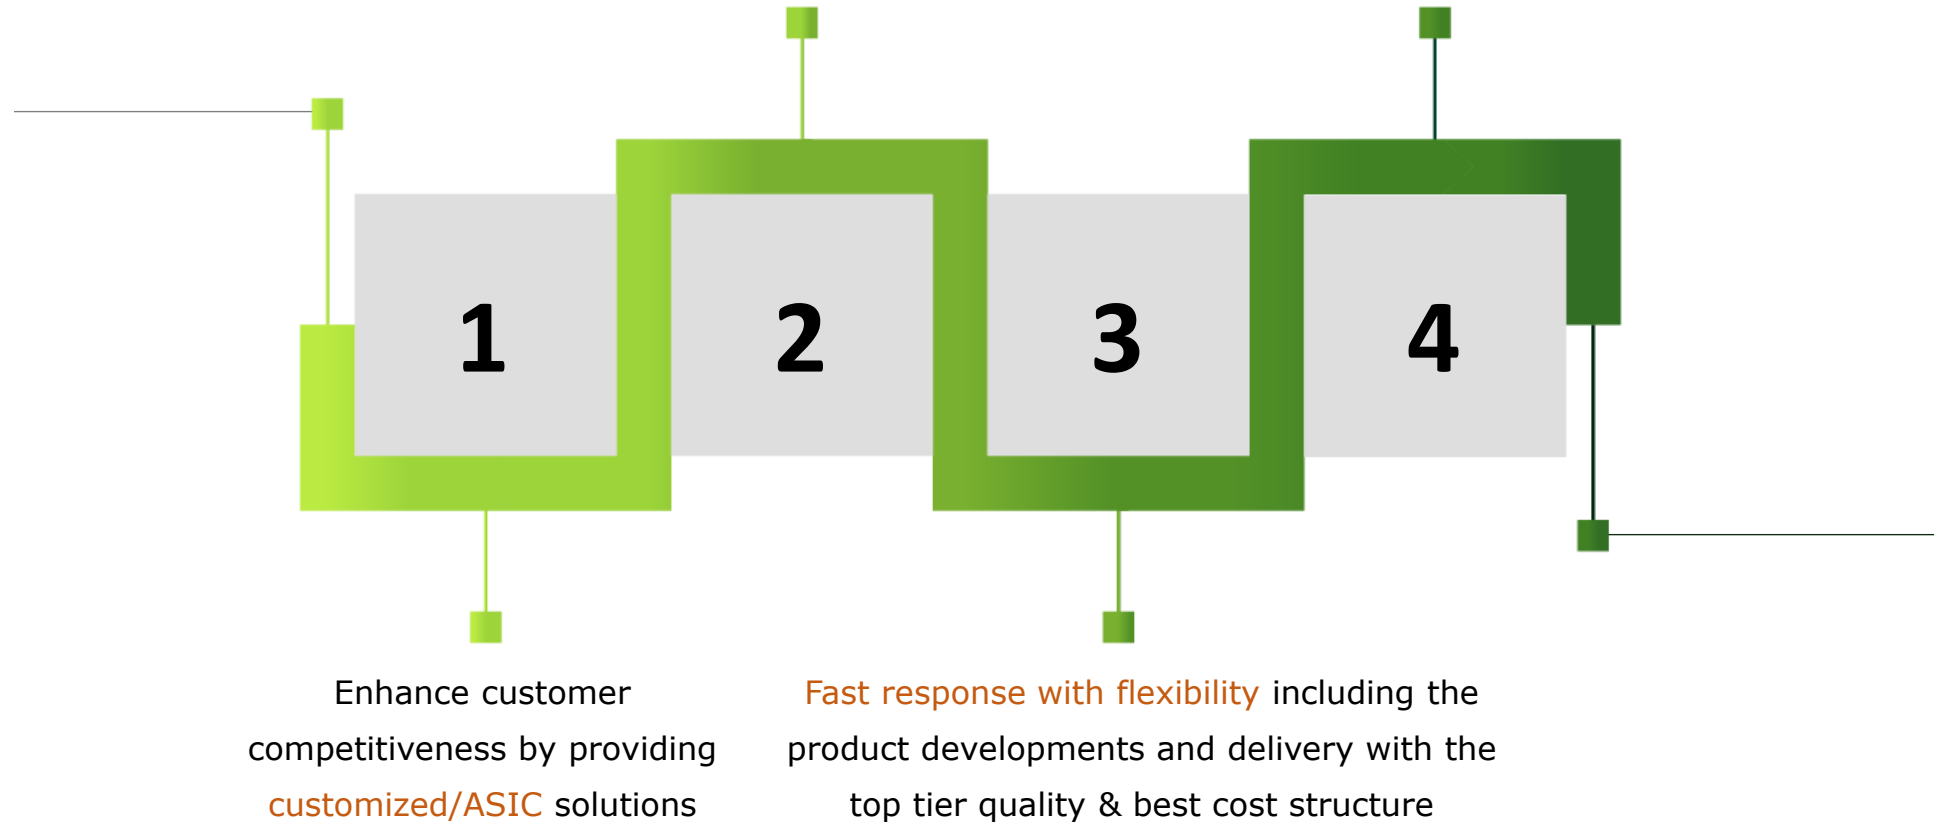 1
2
3
4
Enhance customer
competitiveness by providing
customized/ASIC solutions
Fast response with flexibility including the
product developments and delivery with the
top tier quality & best cost structure